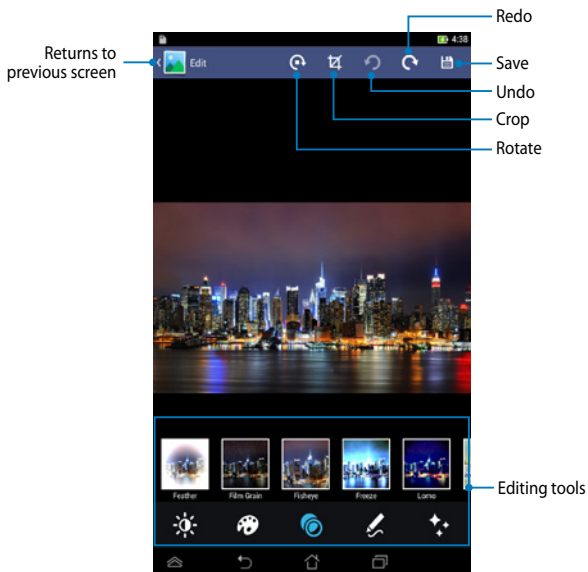 Redo
4:38
Returns to
previous screen
Edit
Save
Undo
Crop
Rotate
Feather
Film Grain
Fisheye
Freeze
Lomo
Editing tools